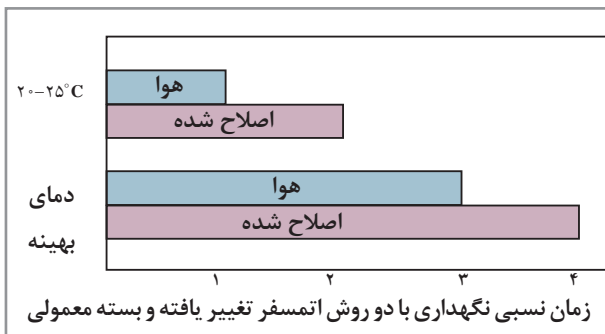 ۲۰–۲۵°C
هوا
اصلاح شده
دمای
بهینه
هوا
اصلاح شده
۱ ۲ ۳ ۴
زمان نسبی نگهداری با دو روش اتمسفر تغییر یافته و بسته معمولی